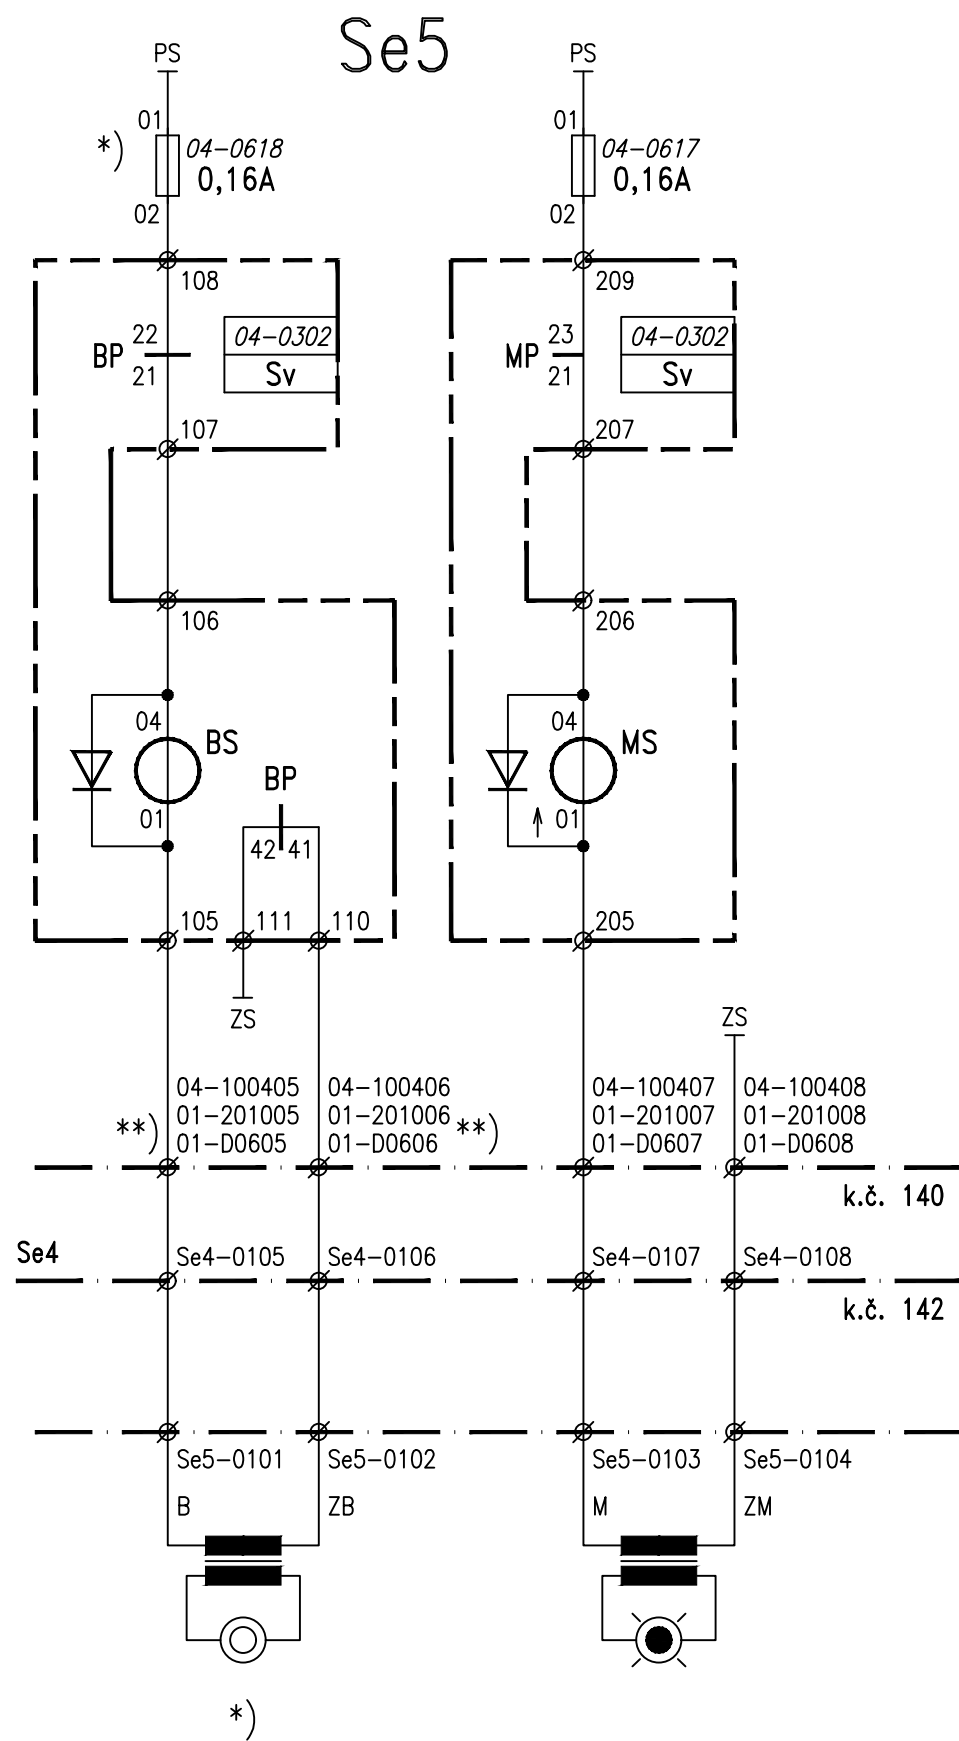 Se5
PS PS
01 01
*) 04-0618 04-0617
0,16A 0,16A
02 02
108 209
22 04-0302 23 04-0302
BP MP
21 Sv 21 Sv
107 207
106 206
04 04
BS MS
BP
01 01
42 41
105 111 110 205
ZS ZS
04-100405 04-100406 04-100407 04-100408
01-201005 01-201006 01-201007 01-201008
**) **)
01-D0605 01-D0606 01-D0607 01-D0608
k.č. 140
Se4 Se4-0105 Se4-0106 Se4-0107 Se4-0108
k.č. 142
Se5-0101 Se5-0102 Se5-0103 Se5-0104
B ZB M ZM
*)